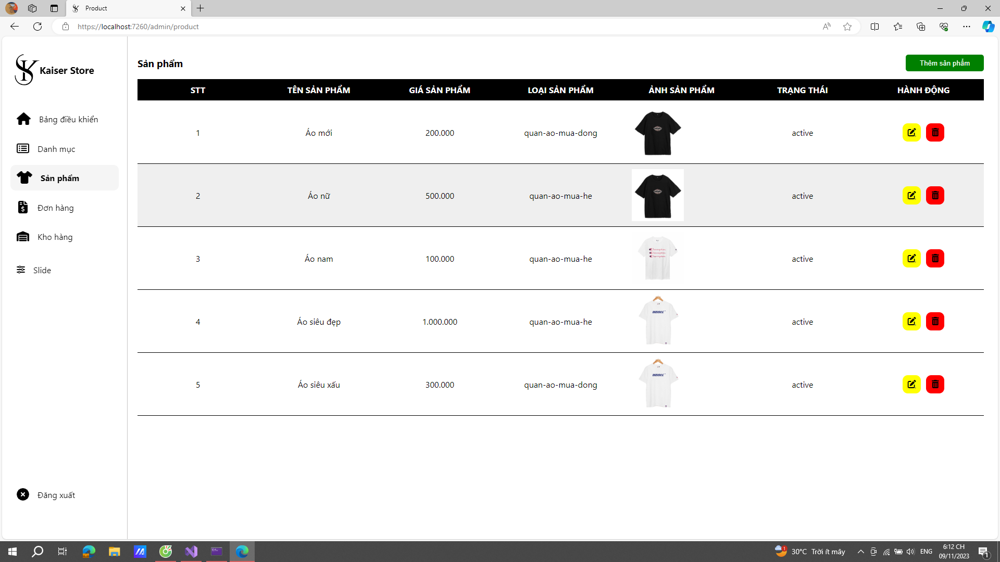 Product
https://localhost:7260/admin/product
Kaiser Store
Bảng điều khiển
Danh mục
Sản phẩm
Đơn hàng
Kho hàng
Slide
Đăng xuất
Sản phẩm
Thêm sản phẩm
STT TÊN SẢN PHẨM GIÁ SẢN PHẨM LOẠI SẢN PHẨM ẢNH SẢN PHẨM TRẠNG THÁI HÀNH ĐỘNG
1 Áo mới 200.000 quan-ao-mua-dong active
2 Áo nữ 500.000 quan-ao-mua-he active
3 Áo nam 100.000 quan-ao-mua-he active
4 Áo siêu đẹp 1.000.000 quan-ao-mua-he active
5 Áo siêu xấu 300.000 quan-ao-mua-dong active
1 30°C Trời ít mây ENG 6:12 CH
09/11/2023 1